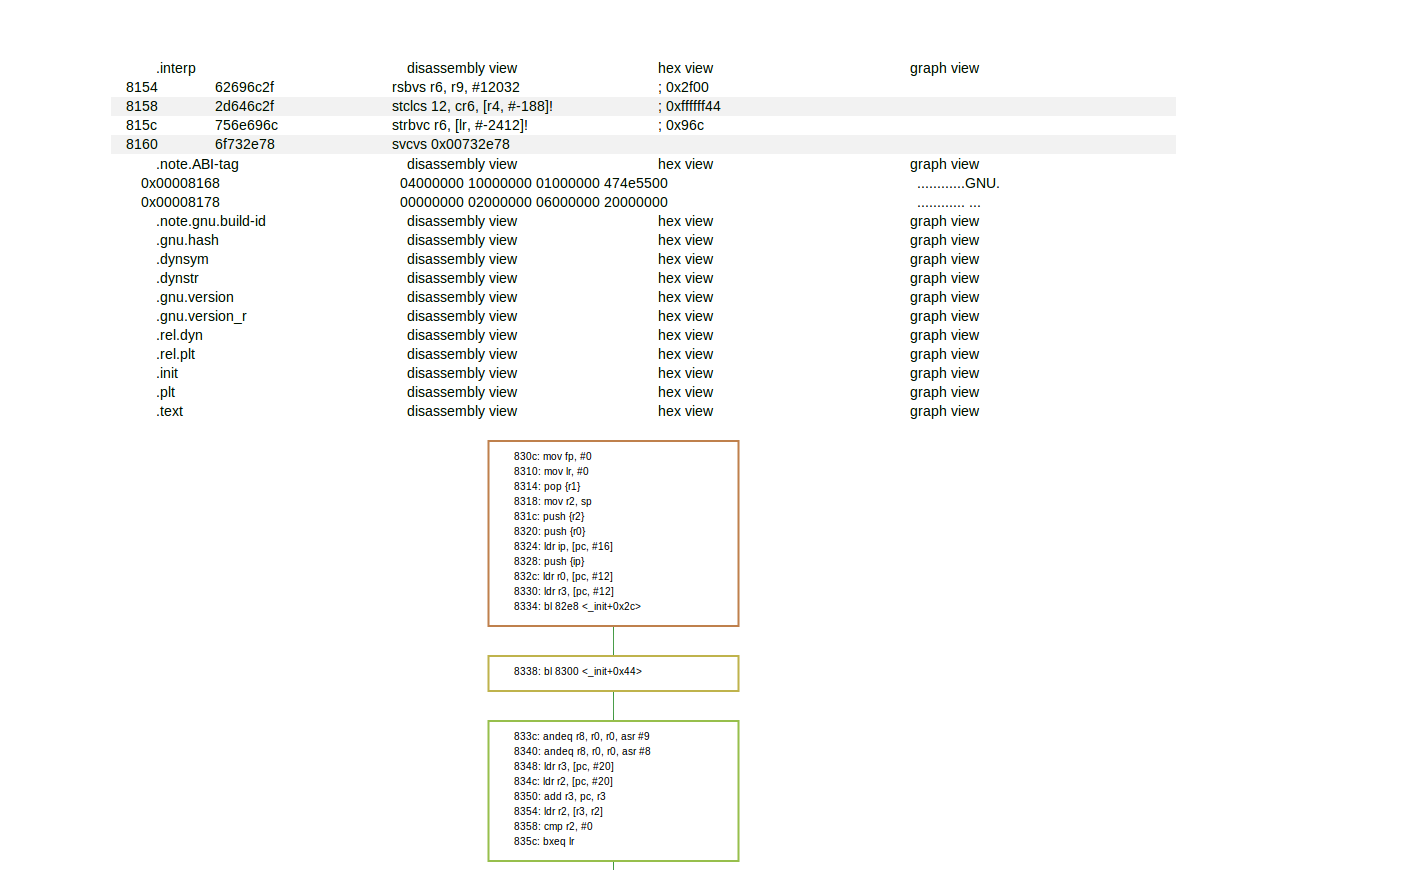 .interp disassembly view hex view graph view
8154 62696c2f rsbvs r6, r9, #12032 ; 0x2f00
8158 2d646c2f stclcs 12, cr6, [r4, #-188]! ; 0xffffff44
815c 756e696c strbvc r6, [lr, #-2412]! ; 0x96c
8160 6f732e78 svcvs 0x00732e78
.note.ABI-tag disassembly view hex view graph view
0x00008168 04000000 10000000 01000000 474e5500 ............GNU.
0x00008178 00000000 02000000 06000000 20000000 ............ ...
.note.gnu.build-id disassembly view hex view graph view
.gnu.hash disassembly view hex view graph view
.dynsym disassembly view hex view graph view
.dynstr disassembly view hex view graph view
.gnu.version disassembly view hex view graph view
.gnu.version_r disassembly view hex view graph view
.rel.dyn disassembly view hex view graph view
.rel.plt disassembly view hex view graph view
.init disassembly view hex view graph view
.plt disassembly view hex view graph view
.text disassembly view hex view graph view
830c: mov fp, #0
8310: mov lr, #0
8314: pop {r1}
8318: mov r2, sp
831c: push {r2}
8320: push {r0}
8324: ldr ip, [pc, #16]
8328: push {ip}
832c: ldr r0, [pc, #12]
8330: ldr r3, [pc, #12]
8334: bl 82e8 <_init+0x2c>
8338: bl 8300 <_init+0x44>
833c: andeq r8, r0, r0, asr #9
8340: andeq r8, r0, r0, asr #8
8348: ldr r3, [pc, #20]
834c: ldr r2, [pc, #20]
8350: add r3, pc, r3
8354: ldr r2, [r3, r2]
8358: cmp r2, #0
835c: bxeq lr